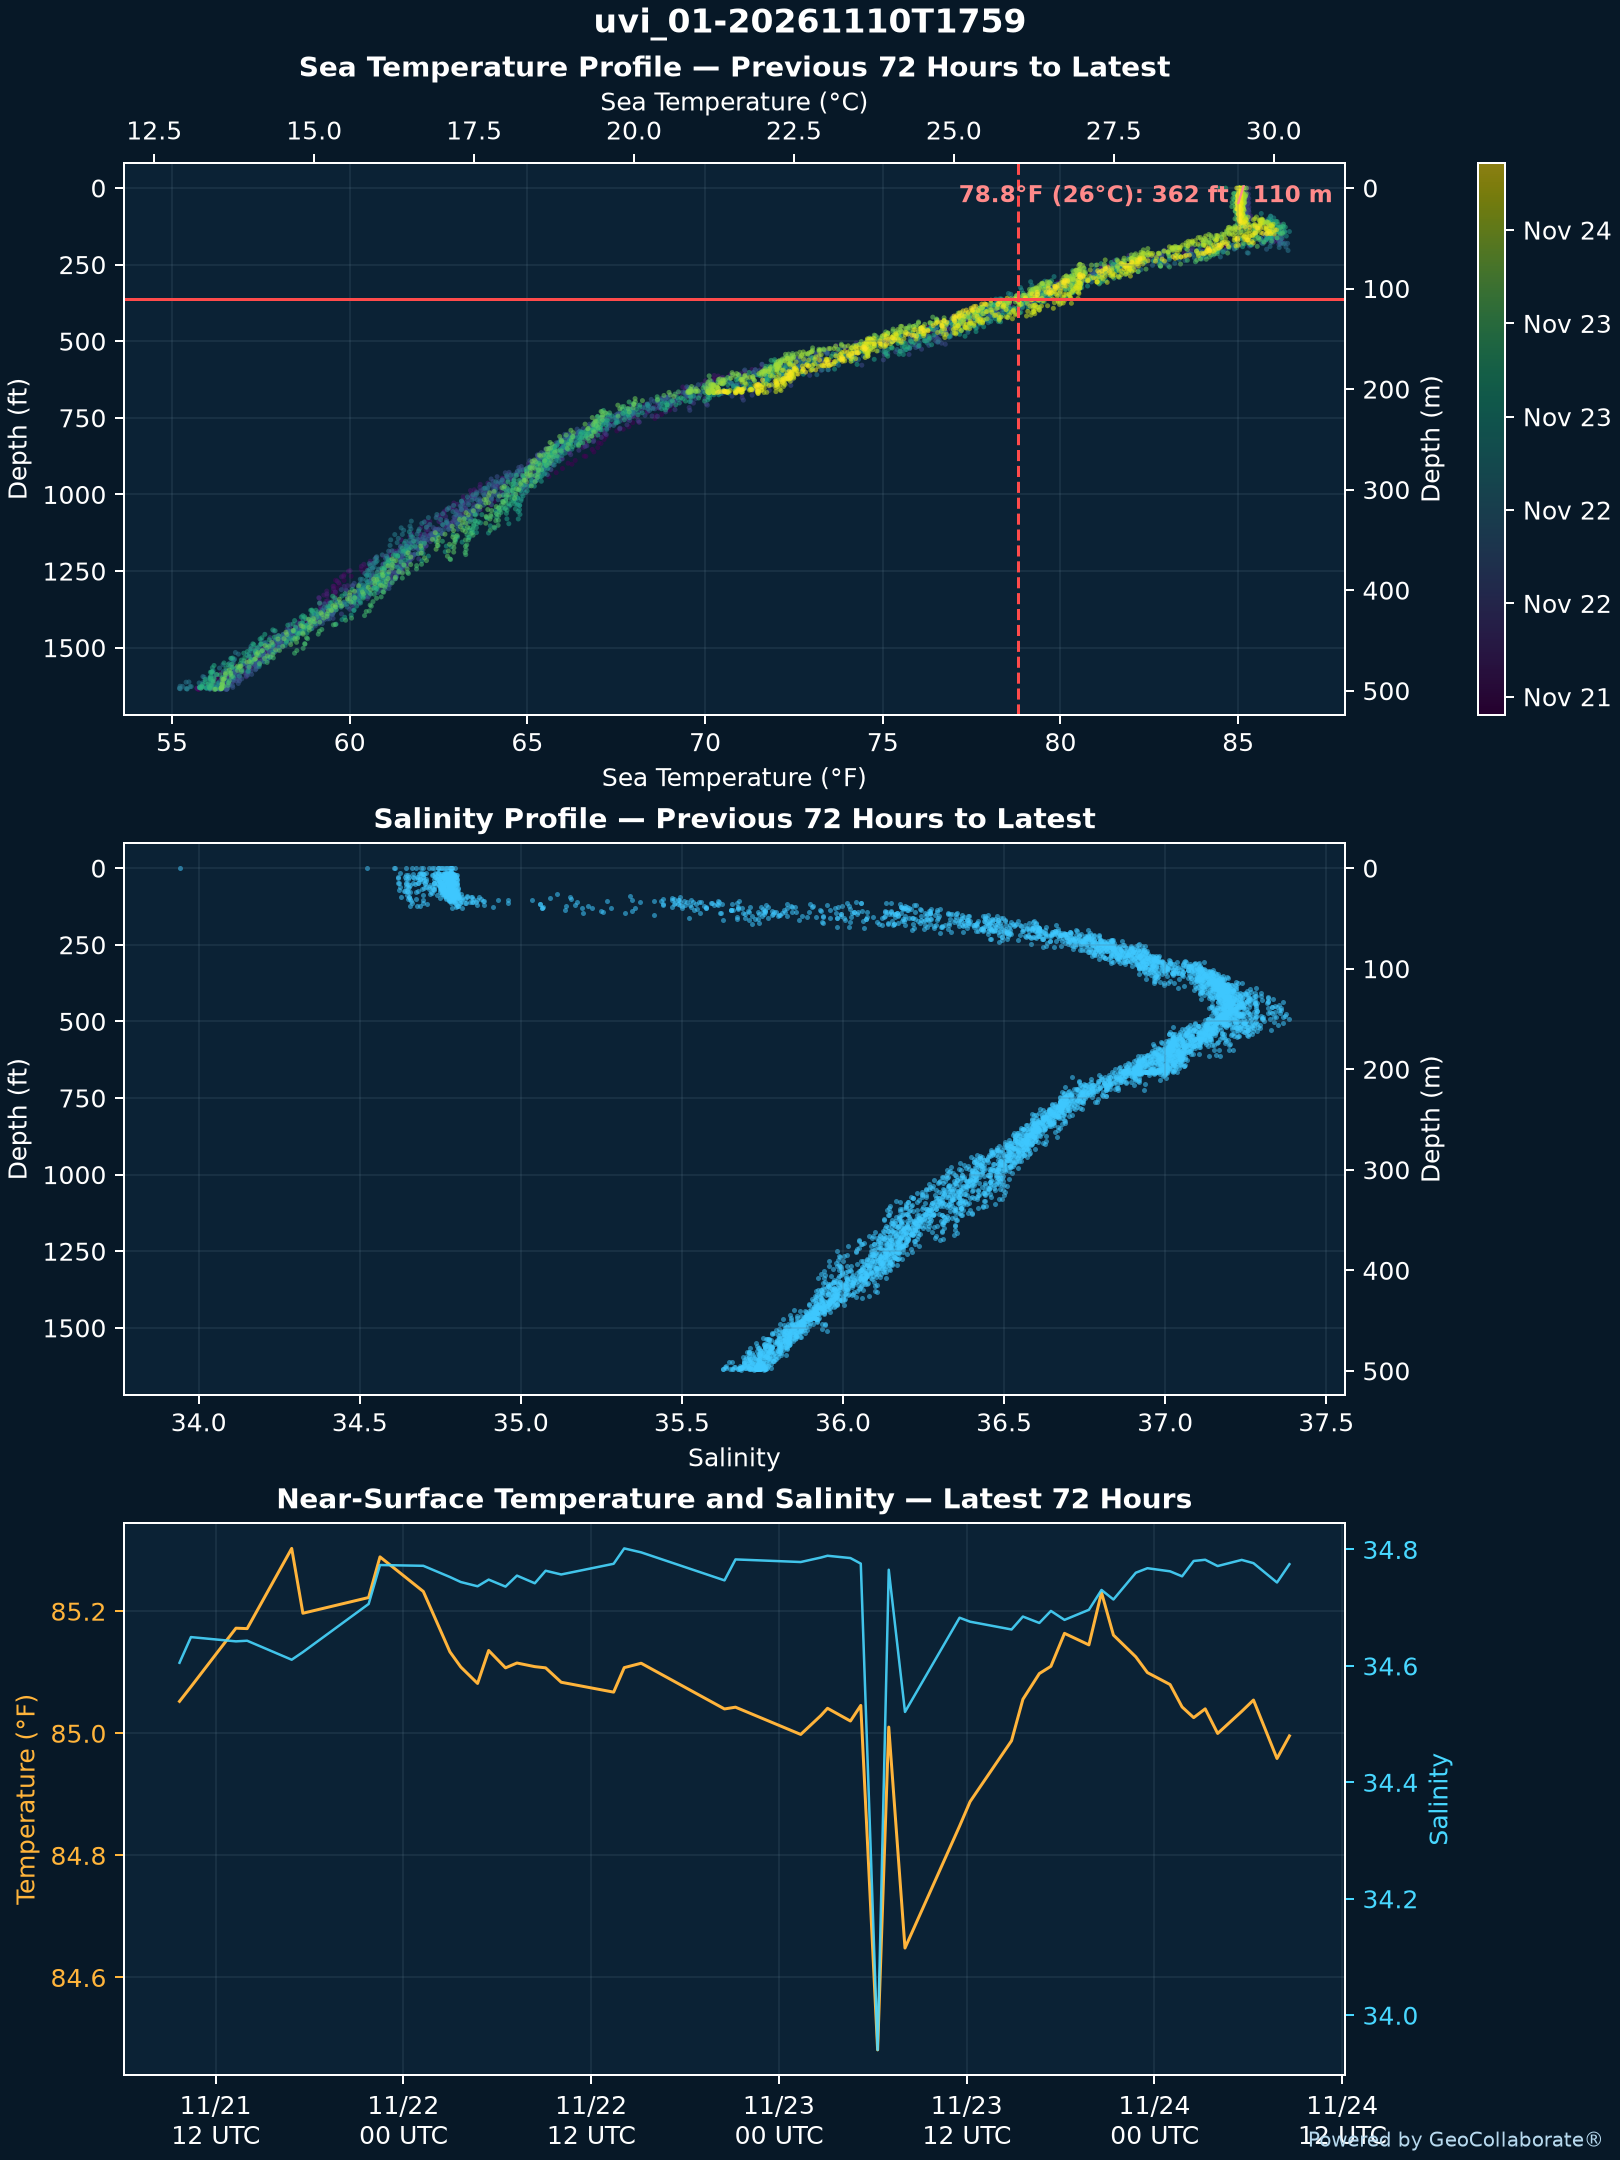 uvi_01-20261110T1759
Sea Temperature Profile — Previous 72 Hours to Latest
Sea Temperature (°C)
12.5 15.0 17.5 20.0 22.5 25.0 27.5 30.0
78.8°F (26°C): 362 ft / 110 m
Depth (ft)
0
250
500
750
1000
1250
1500
Depth (m)
0
100
200
300
400
500
Nov 24
Nov 23
Nov 23
Nov 22
Nov 22
Nov 21
55 60 65 70 75 80 85
Sea Temperature (°F)
Salinity Profile — Previous 72 Hours to Latest
Depth (ft)
0
250
500
750
1000
1250
1500
Depth (m)
0
100
200
300
400
500
34.0 34.5 35.0 35.5 36.0 36.5 37.0 37.5
Salinity
Near-Surface Temperature and Salinity — Latest 72 Hours
Temperature (°F)
85.2
85.0
84.8
84.6
Salinity
34.8
34.6
34.4
34.2
34.0
11/21 11/22 11/22 11/23 11/23 11/24 11/24
12 UTC 00 UTC 12 UTC 00 UTC 12 UTC 00 UTC 12 UTC
Powered by GeoCollaborate®